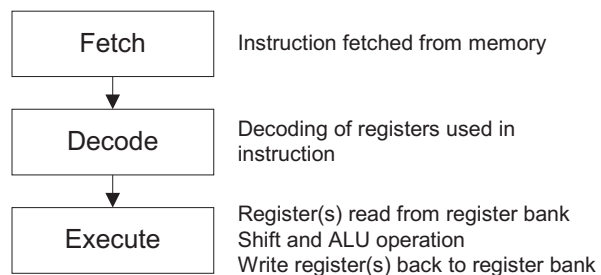 Fetch
Instruction fetched from memory
Decode
Decoding of registers used in
instruction
Execute
Register(s) read from register bank
Shift and ALU operation
Write register(s) back to register bank